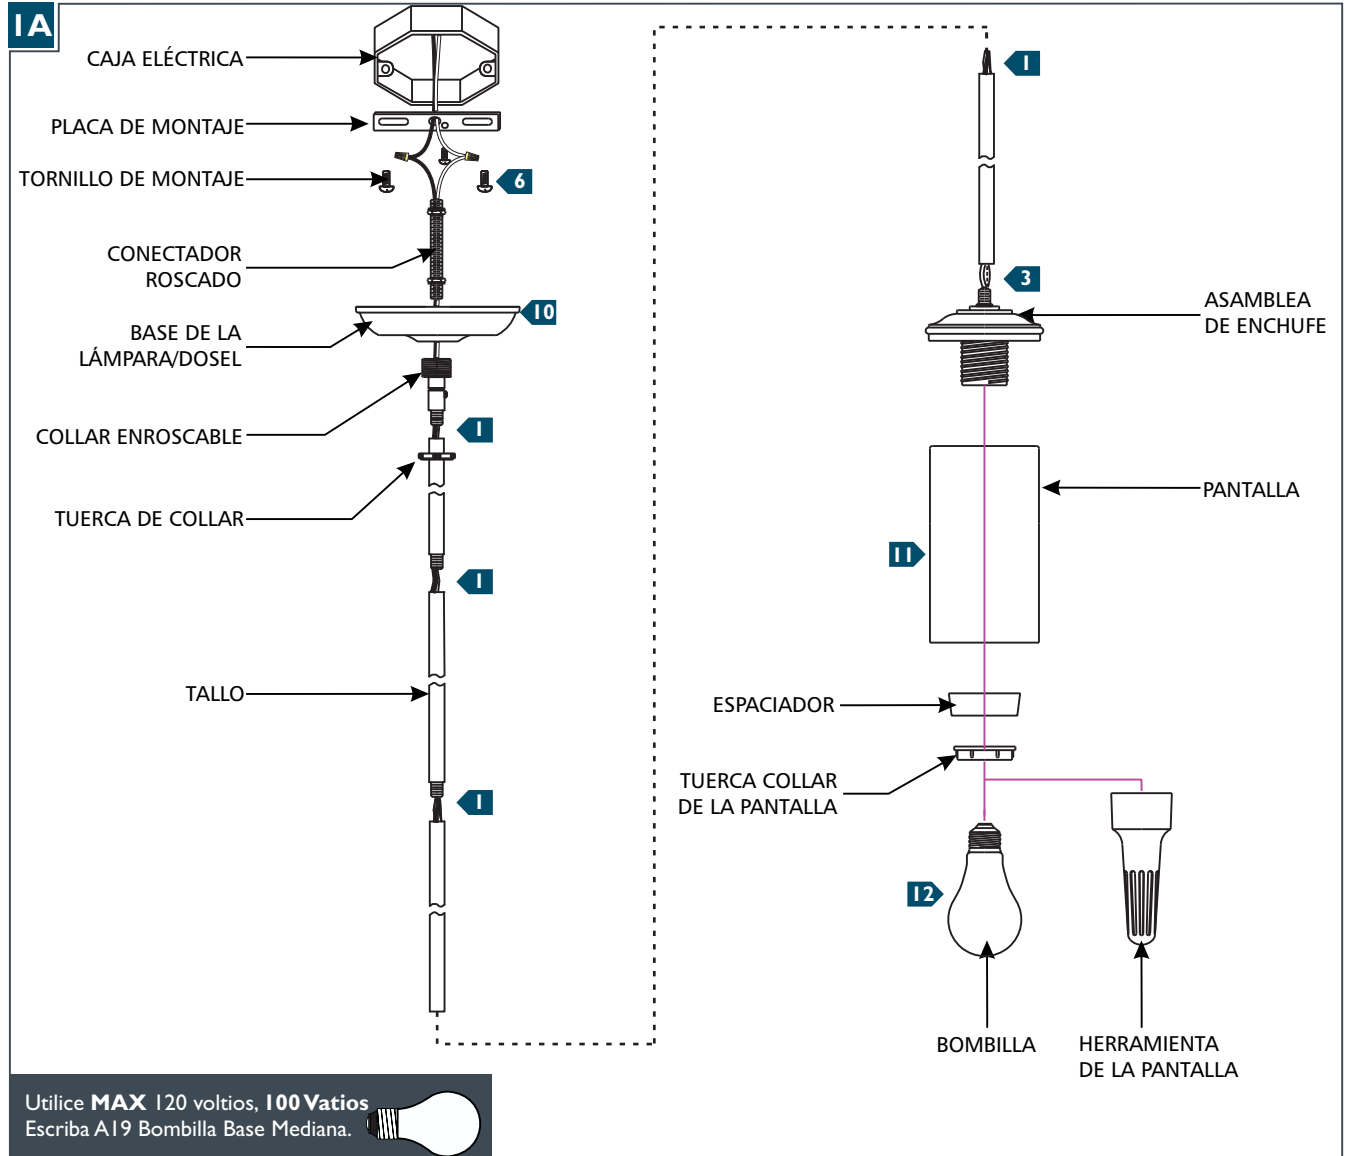 1A
CAJA ELÉCTRICA
PLACA DE MONTAJE
TORNILLO DE MONTAJE
6
CONECTADOR
ROSCADO
10
BASE DE LA
LÁMPARA/DOSEL
COLLAR ENROSCABLE
1
TUERCA DE COLLAR
1
TALLO
1
1
3
ASAMBLEA
DE ENCHUFE
PANTALLA
11
ESPACIADOR
TUERCA COLLAR
DE LA PANTALLA
12
BOMBILLA
HERRAMIENTA
DE LA PANTALLA
Utilice MAX 120 voltios, 100 Vatios
Escriba A19 Bombilla Base Mediana.